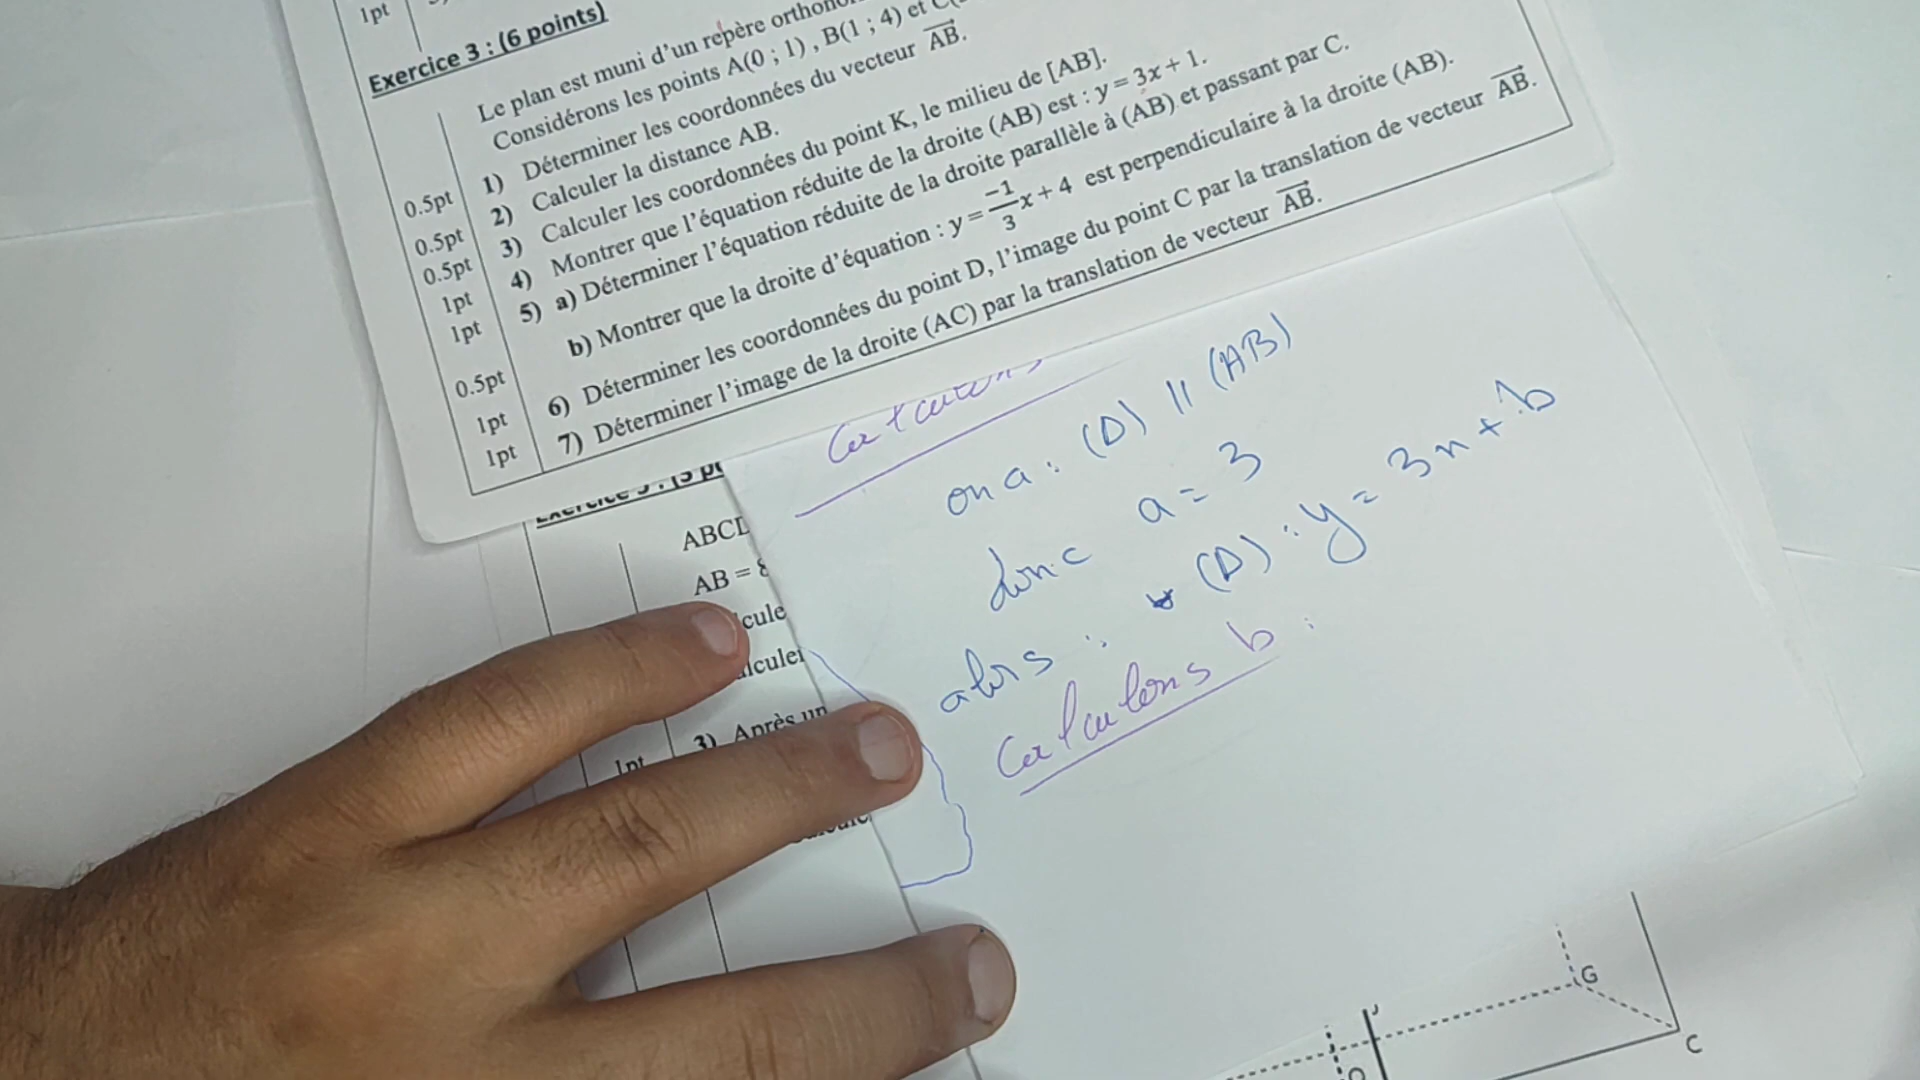 1pt
Exercice 3 : (6 points)
Le plan est muni d'un repère
Considérons les points A(0 ; 1) , B(1 ; 4) et C(
0.5pt 1) Déterminer les coordonnées du vecteur AB.
0.5pt 2) Calculer la distance AB.
0.5pt 3) Calculer les coordonnées du point K, le milieu de [AB].
1pt 4) Montrer que l'équation réduite de la droite (AB) est : y = 3x + 1.
1pt 5) a) Déterminer l'équation réduite de la droite parallèle à (AB) et passant par C.
0.5pt b) Montrer que la droite d'équation : y = -1/3 x + 4 est perpendiculaire à la droite (AB).
1pt 6) Déterminer les coordonnées du point D, l'image du point C par la translation de vecteur AB.
1pt 7) Déterminer l'image de la droite (AC) par la translation de vecteur AB.
Calculons
on a : (D) // (AB)
donc a = 3
alors : (D) : y = 3x + b
Calculons b :
ABCD
AB =
3) Après un
1pt
G
C